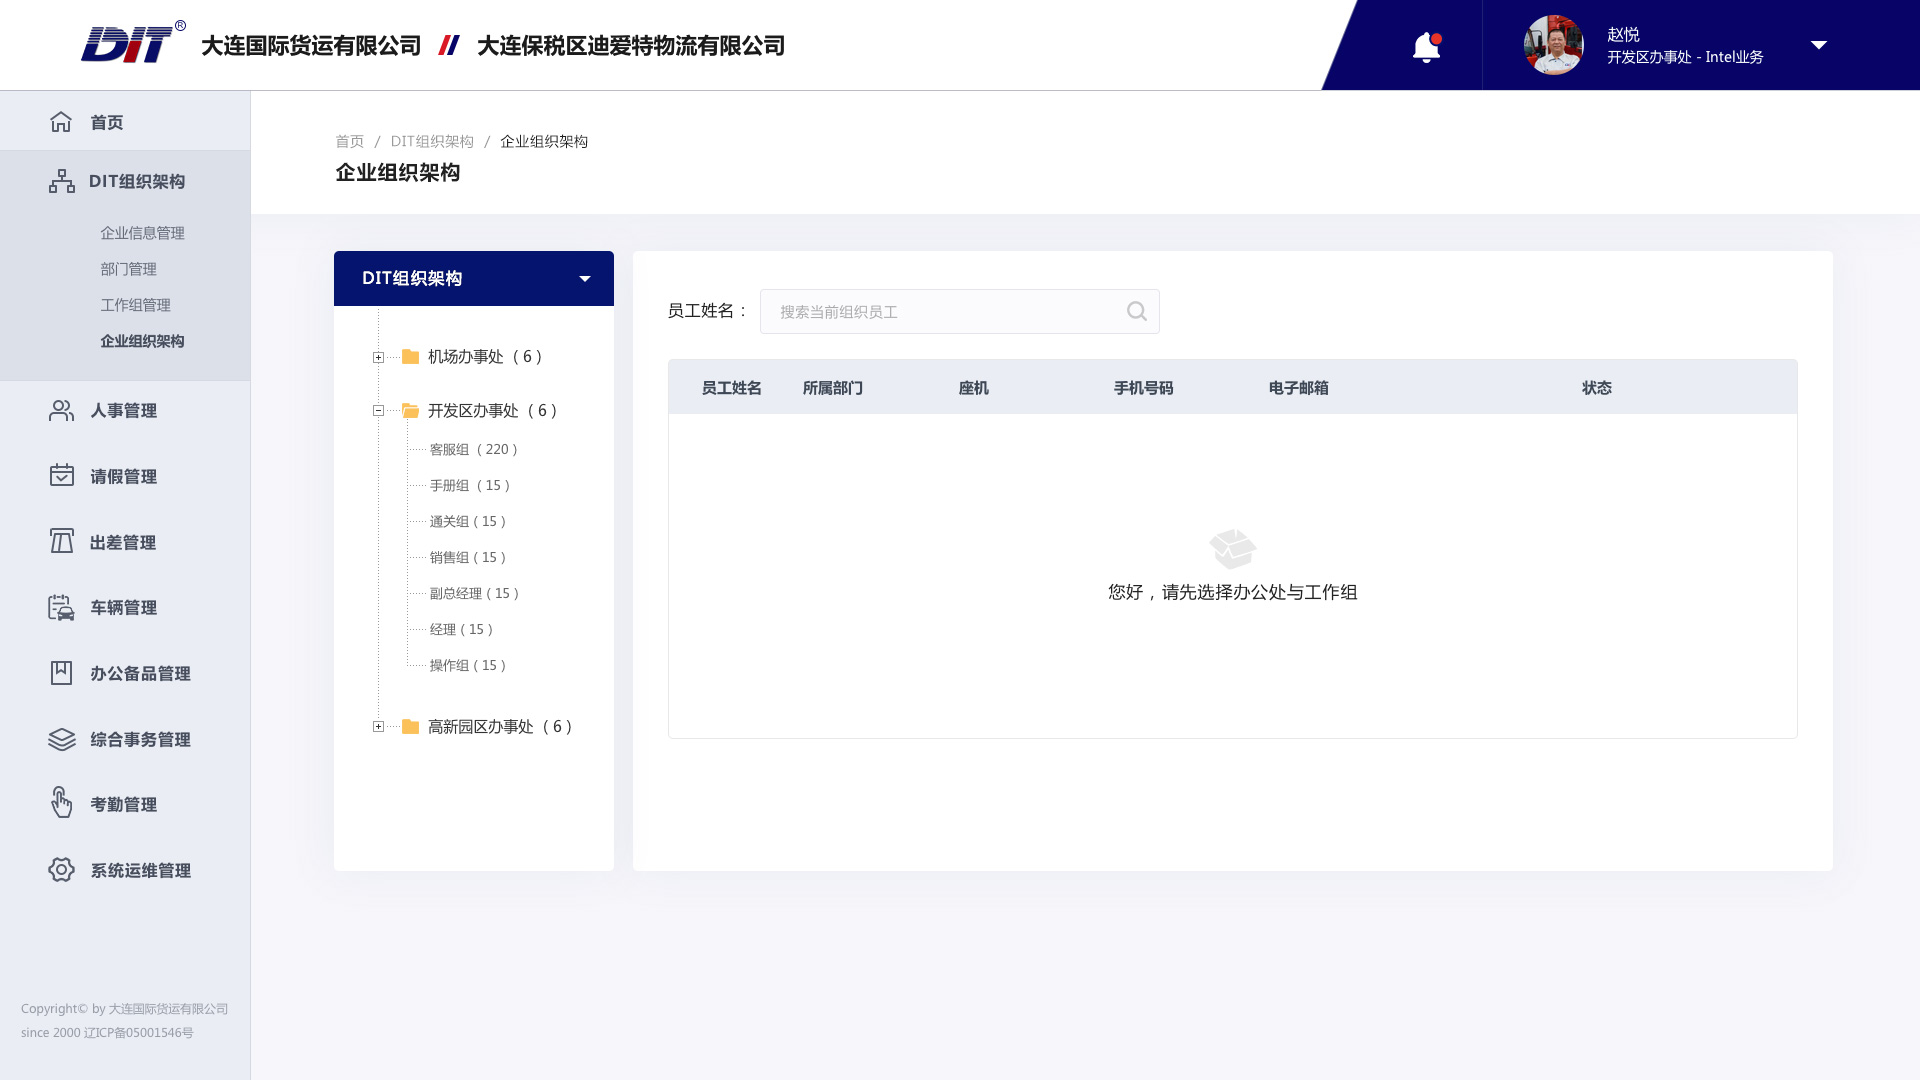 DIT®
大连国际货运有限公司 // 大连保税区迪爱特物流有限公司
赵悦
开发区办事处 - Intel业务
首页
DIT组织架构
企业信息管理
部门管理
工作组管理
企业组织架构
人事管理
请假管理
出差管理
车辆管理
办公备品管理
综合事务管理
考勤管理
系统运维管理
Copyright© by 大连国际货运有限公司
since 2000 辽ICP备05001546号
首页 / DIT组织架构 / 企业组织架构
企业组织架构
DIT组织架构
机场办事处 ( 6 )
开发区办事处 ( 6 )
客服组 ( 220 )
手册组 ( 15 )
通关组 ( 15 )
销售组 ( 15 )
副总经理 ( 15 )
经理 ( 15 )
操作组 ( 15 )
高新园区办事处 ( 6 )
员工姓名：
搜索当前组织员工
员工姓名 所属部门 座机 手机号码 电子邮箱 状态
您好，请先选择办公处与工作组